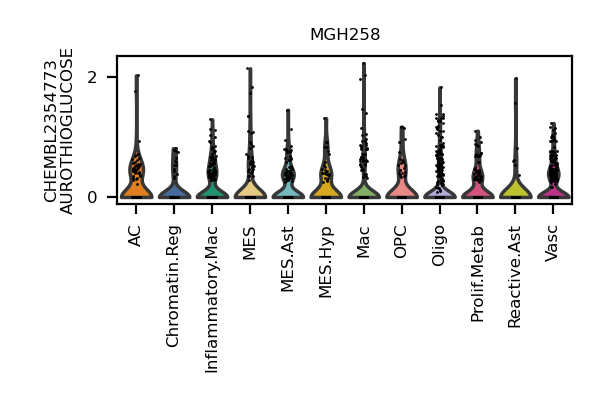 MGH258
CHEMBL2354773
AUROTHIOGLUCOSE
2
0
AC
Chromatin.Reg
Inflammatory.Mac
MES
MES.Ast
MES.Hyp
Mac
OPC
Oligo
Prolif.Metab
Reactive.Ast
Vasc